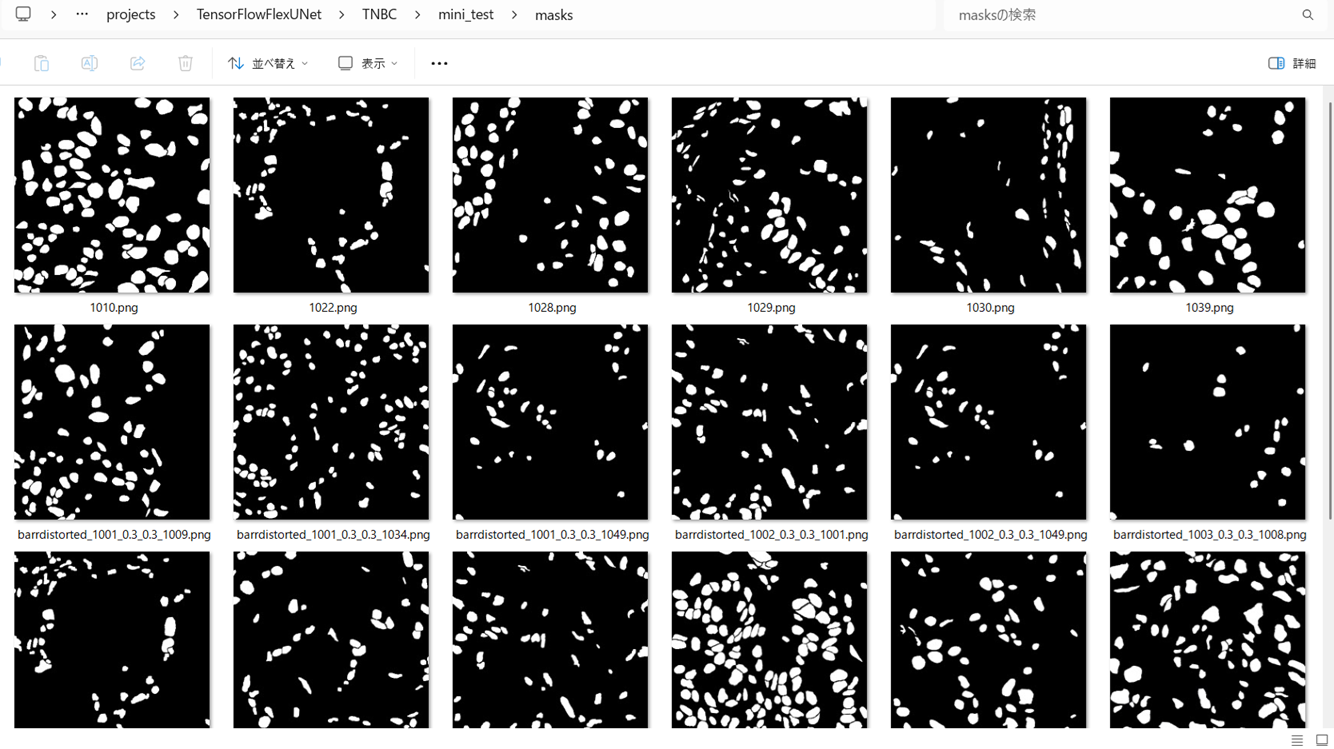 projects > TensorFlowFlexUNet > TNBC > mini_test > masks
masksの検索
並べ替え 表示 詳細
1010.png 1022.png 1028.png 1029.png 1030.png 1039.png
barrdistorted_1001_0.3_0.3_1009.png barrdistorted_1001_0.3_0.3_1034.png barrdistorted_1001_0.3_0.3_1049.png barrdistorted_1002_0.3_0.3_1001.png barrdistorted_1002_0.3_0.3_1049.png barrdistorted_1003_0.3_0.3_1008.png